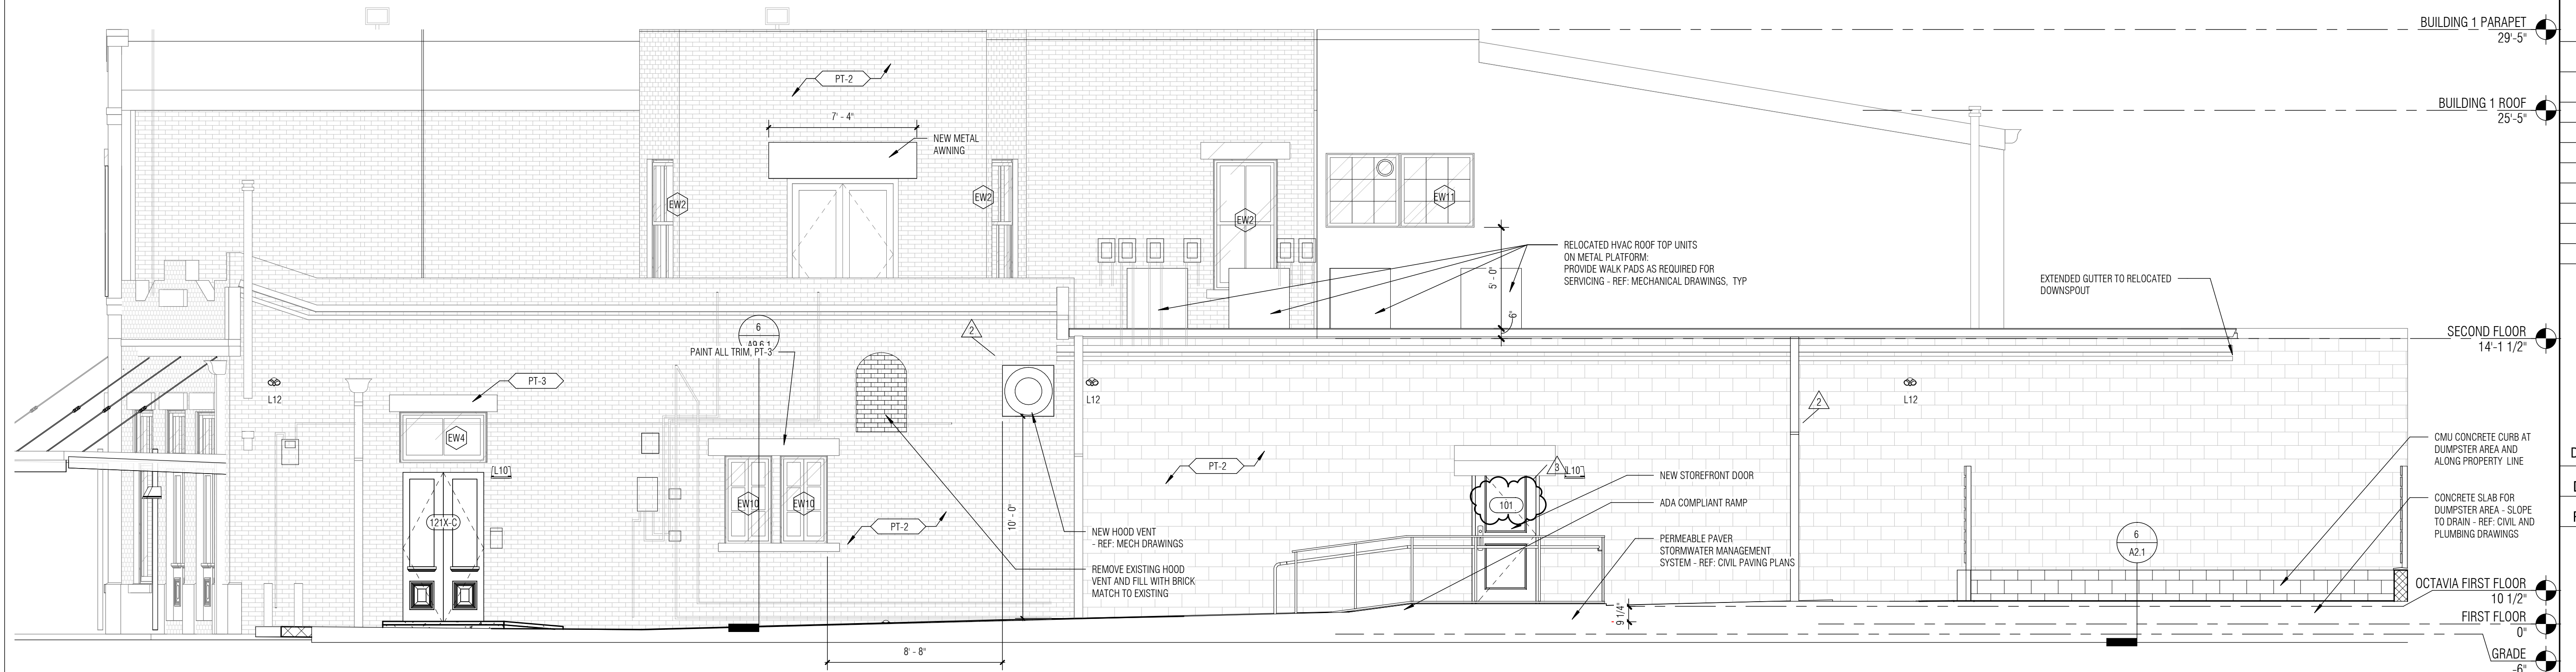 BUILDING 1 PARAPET
29'-5"
PT-2
7' - 4"
BUILDING 1 ROOF
25'-5"
NEW METAL
AWNING
EW2
EW2
EW2
EW11
RELOCATED HVAC ROOF TOP UNITS
ON METAL PLATFORM:
PROVIDE WALK PADS AS REQUIRED FOR
SERVICING - REF: MECHANICAL DRAWINGS,  TYP
5' - 0"
6"
EXTENDED GUTTER TO RELOCATED
DOWNSPOUT
SECOND FLOOR
14'-1 1/2"
6
A9.6.1
PAINT ALL TRIM, PT-3
2
PT-3
L12
L12
L12
2
EW4
L10
121X-C
EW10
EW10
PT-2
10' - 0"
NEW HOOD VENT
- REF: MECH DRAWINGS
REMOVE EXISTING HOOD
VENT AND FILL WITH BRICK
MATCH TO EXISTING
8' - 8"
PT-2
3
L10
101
NEW STOREFRONT DOOR
ADA COMPLIANT RAMP
PERMEABLE PAVER
STORMWATER MANAGEMENT
SYSTEM - REF: CIVIL PAVING PLANS
9 1/4"
6
A2.1
CMU CONCRETE CURB AT
DUMPSTER AREA AND
ALONG PROPERTY  LINE
CONCRETE SLAB FOR
DUMPSTER AREA - SLOPE
TO DRAIN - REF: CIVIL AND
PLUMBING DRAWINGS
OCTAVIA FIRST FLOOR
10 1/2"
FIRST FLOOR
0"
GRADE
-6"